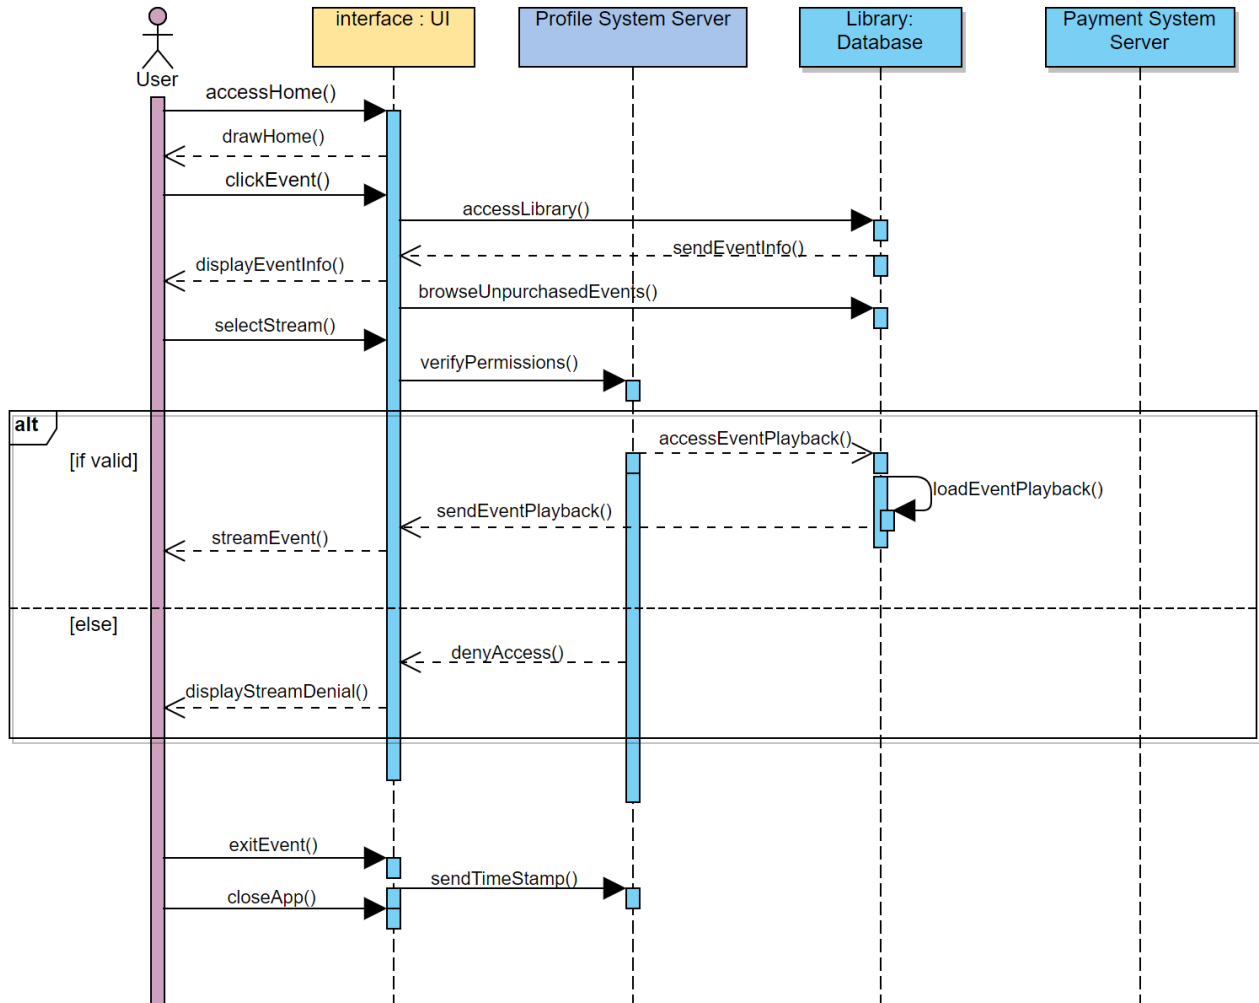 interface : UI
Profile System Server
Library:
Database
Payment System
Server
User
accessHome()
drawHome()
clickEvent()
accessLibrary()
sendEventInfo()
displayEventInfo()
browseUnpurchasedEvents()
selectStream()
verifyPermissions()
alt
[if valid]
accessEventPlayback()
loadEventPlayback()
sendEventPlayback()
streamEvent()
[else]
denyAccess()
displayStreamDenial()
exitEvent()
sendTimeStamp()
closeApp()